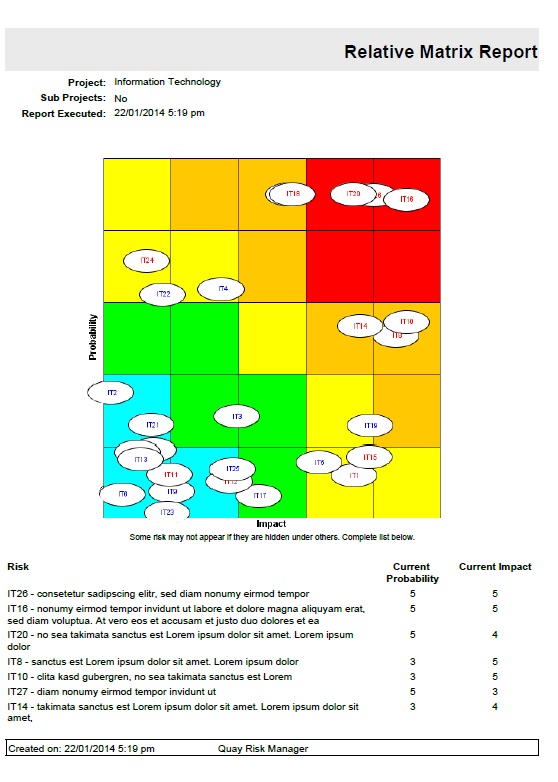 Relative Matrix Report
Project: Information Technology
Sub Projects: No
Report Executed: 22/01/2014 5:19 pm
IT18
IT20
IT16
IT24
IT22
IT4
IT14
IT10
Probability
IT2
IT21
IT3
IT19
IT13
IT11
IT25
IT6
IT15
IT1
IT9
IT17
IT23
Impact
Some risk may not appear if they are hidden under others. Complete list below.
Risk Current Probability Current Impact
IT26 - consetetur sadipscing elitr, sed diam nonumy eirmod tempor 5 5
IT16 - nonumy eirmod tempor invidunt ut labore et dolore magna aliquyam erat, 5 5
sed diam voluptua. At vero eos et accusam et justo duo dolores et ea
IT20 - no sea takimata sanctus est Lorem ipsum dolor sit amet. Lorem ipsum 5 4
dolor
IT8 - sanctus est Lorem ipsum dolor sit amet. Lorem ipsum dolor 3 5
IT10 - clita kasd gubergren, no sea takimata sanctus est Lorem 3 5
IT27 - diam nonumy eirmod tempor invidunt ut 5 3
IT14 - takimata sanctus est Lorem ipsum dolor sit amet. Lorem ipsum dolor sit 3 4
amet,
Created on: 22/01/2014 5:19 pm Quay Risk Manager